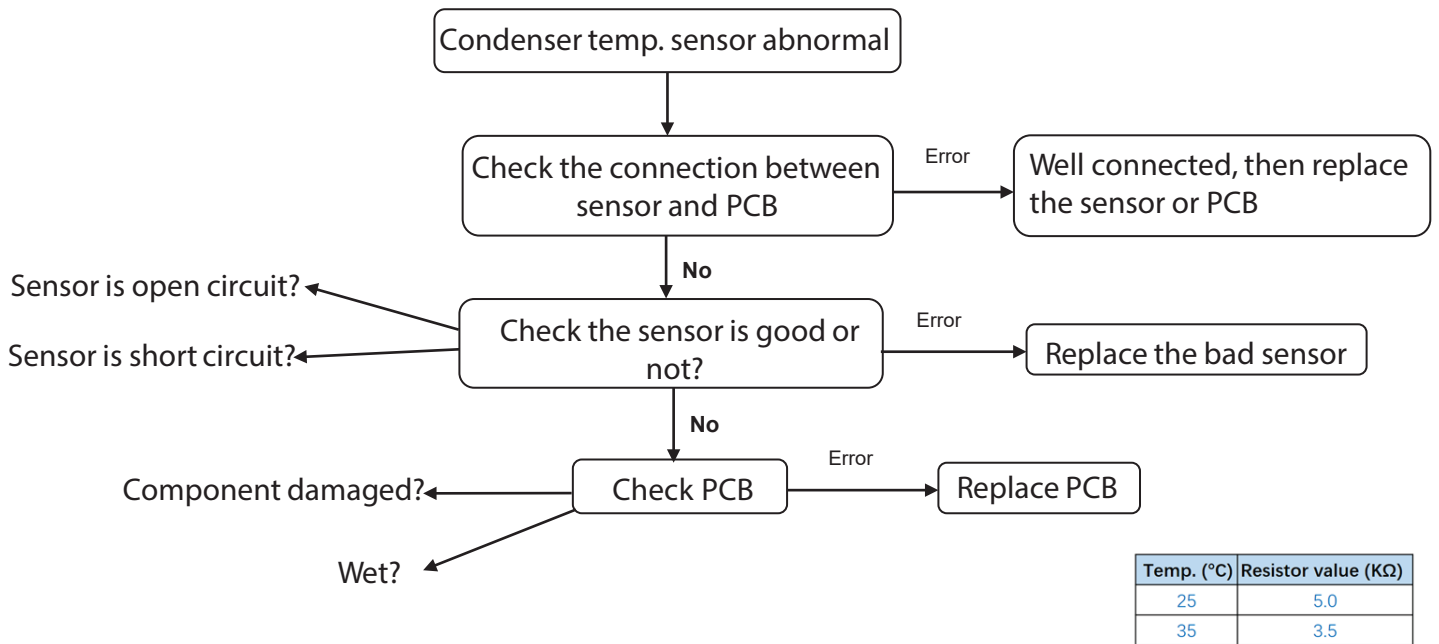 Condenser temp. sensor abnormal
Check the connection between
sensor and PCB
Error
Well connected, then replace
the sensor or PCB
No
Sensor is open circuit?
Sensor is short circuit?
Check the sensor is good or
not?
Error
Replace the bad sensor
No
Component damaged?
Wet?
Check PCB
Error
Replace PCB
Temp. (°C) Resistor value (KΩ)
25 5.0
35 3.5